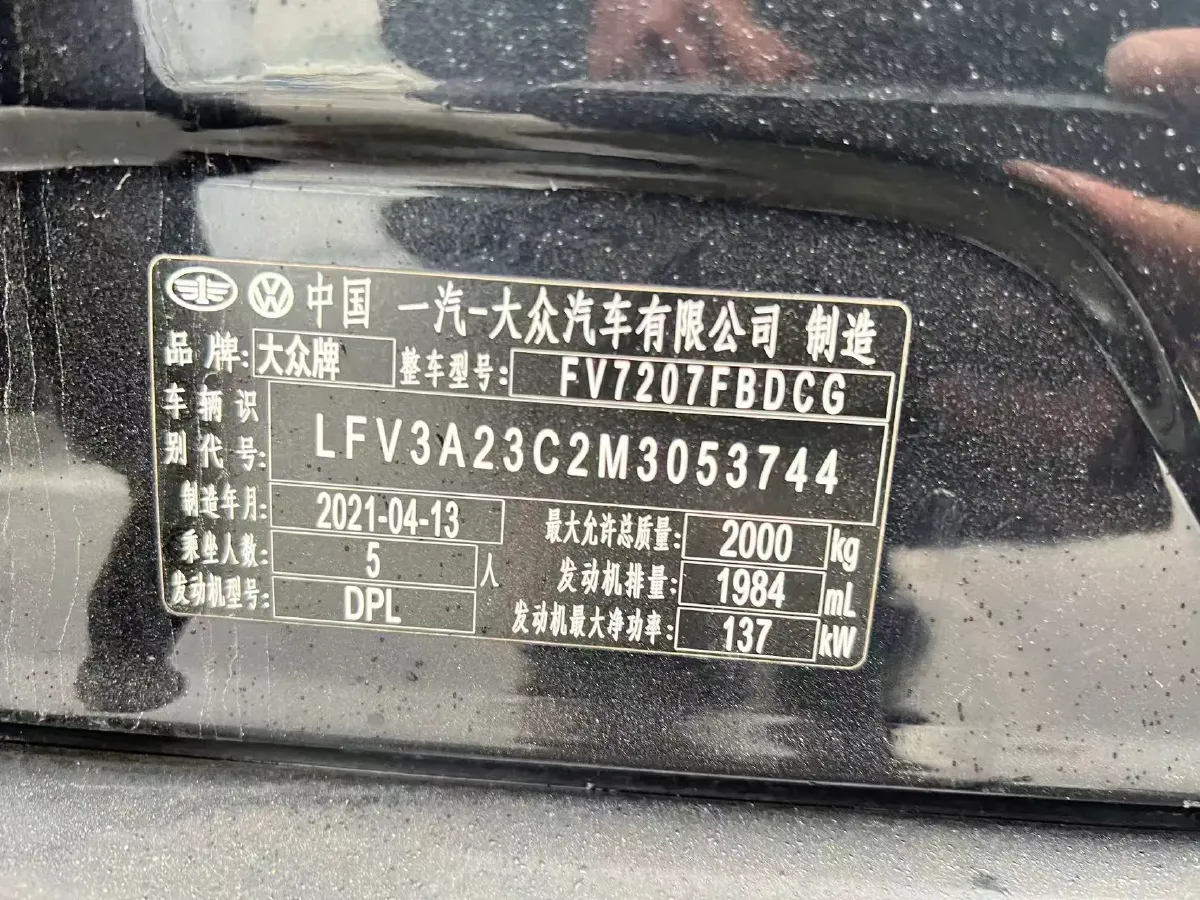 中国 一汽-大众汽车有限公司 制造
品牌: 大众牌 整车型号: FV7207FBDCG
车辆识
别代号: LFV3A23C2M3053744
制造年月: 2021-04-13 最大允许总质量: 2000 kg
乘坐人数: 5 人 发动机排量: 1984 mL
发动机型号: DPL 发动机最大净功率: 137 kW